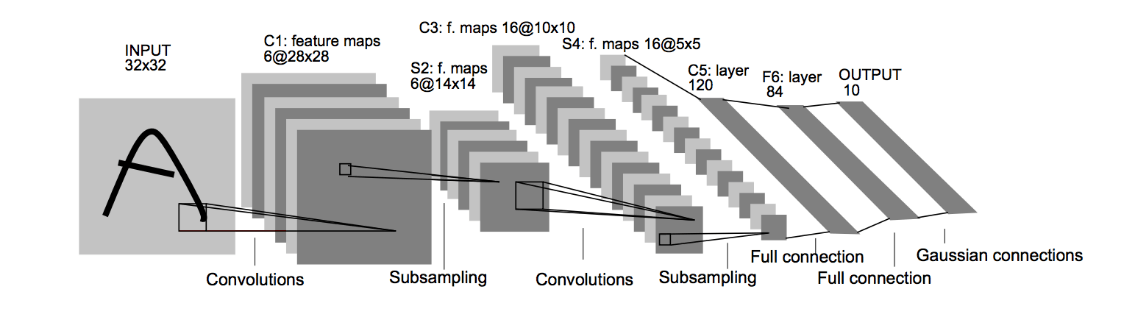 INPUT
32x32
C1: feature maps
6@28x28
S2: f. maps
6@14x14
C3: f. maps 16@10x10
S4: f. maps 16@5x5
C5: layer
120
F6: layer
84
OUTPUT
10
Convolutions
Subsampling
Convolutions
Subsampling
Full connection
Full connection
Gaussian connections